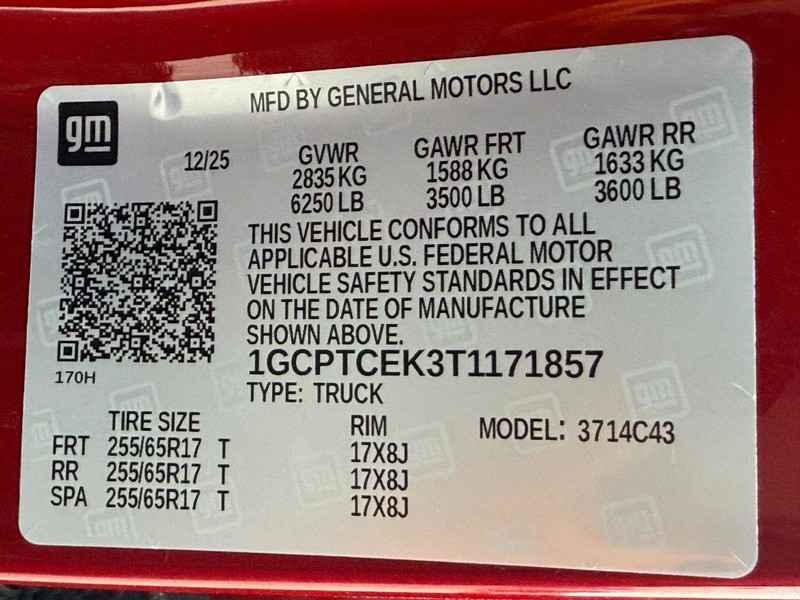 MFD BY GENERAL MOTORS LLC
gm
12/25 GVWR GAWR FRT GAWR RR
2835 KG 1588 KG 1633 KG
6250 LB 3500 LB 3600 LB
THIS VEHICLE CONFORMS TO ALL
APPLICABLE U.S. FEDERAL MOTOR
VEHICLE SAFETY STANDARDS IN EFFECT
ON THE DATE OF MANUFACTURE
SHOWN ABOVE.
1GCPTCEK3T1171857
170H
TYPE: TRUCK
TIRE SIZE RIM MODEL: 3714C43
FRT 255/65R17 T 17X8J
RR 255/65R17 T 17X8J
SPA 255/65R17 T 17X8J